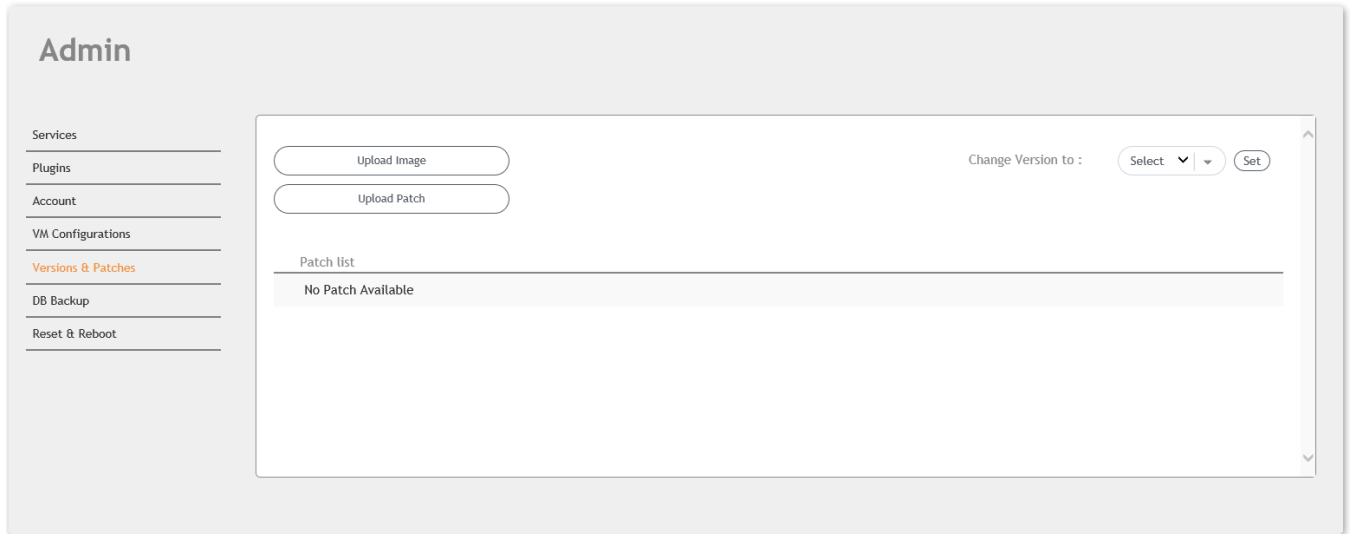 Admin
Services
Plugins
Account
VM Configurations
Versions & Patches
DB Backup
Reset & Reboot
Upload Image
Upload Patch
Change Version to :
Select
Set
Patch list
No Patch Available